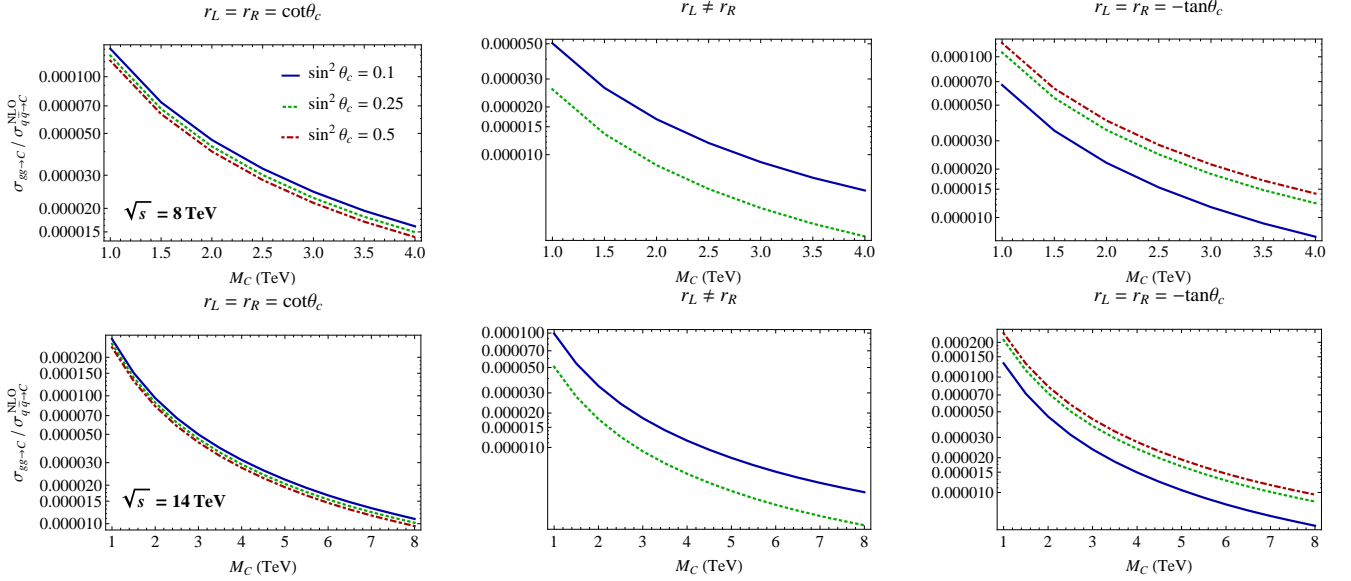 r_L = r_R = cotθ_c
σ_{gg→C} / σ^{NLO}_{q q̄→C}
0.000100
0.000070
0.000050
0.000030
0.000020
0.000015
sin² θ_c = 0.1
sin² θ_c = 0.25
sin² θ_c = 0.5
√s = 8 TeV
1.0 1.5 2.0 2.5 3.0 3.5 4.0
M_C (TeV)
r_L ≠ r_R
0.000050
0.000030
0.000020
0.000015
0.000010
1.0 1.5 2.0 2.5 3.0 3.5 4.0
M_C (TeV)
r_L = r_R = −tanθ_c
0.000100
0.000070
0.000050
0.000030
0.000020
0.000015
0.000010
1.0 1.5 2.0 2.5 3.0 3.5 4.0
M_C (TeV)
r_L = r_R = cotθ_c
σ_{gg→C} / σ^{NLO}_{q q̄→C}
0.000200
0.000150
0.000100
0.000070
0.000050
0.000030
0.000020
0.000015
0.000010
√s = 14 TeV
1 2 3 4 5 6 7 8
M_C (TeV)
r_L ≠ r_R
0.000100
0.000070
0.000050
0.000030
0.000020
0.000015
0.000010
1 2 3 4 5 6 7 8
M_C (TeV)
r_L = r_R = −tanθ_c
0.000200
0.000150
0.000100
0.000070
0.000050
0.000030
0.000020
0.000015
0.000010
1 2 3 4 5 6 7 8
M_C (TeV)